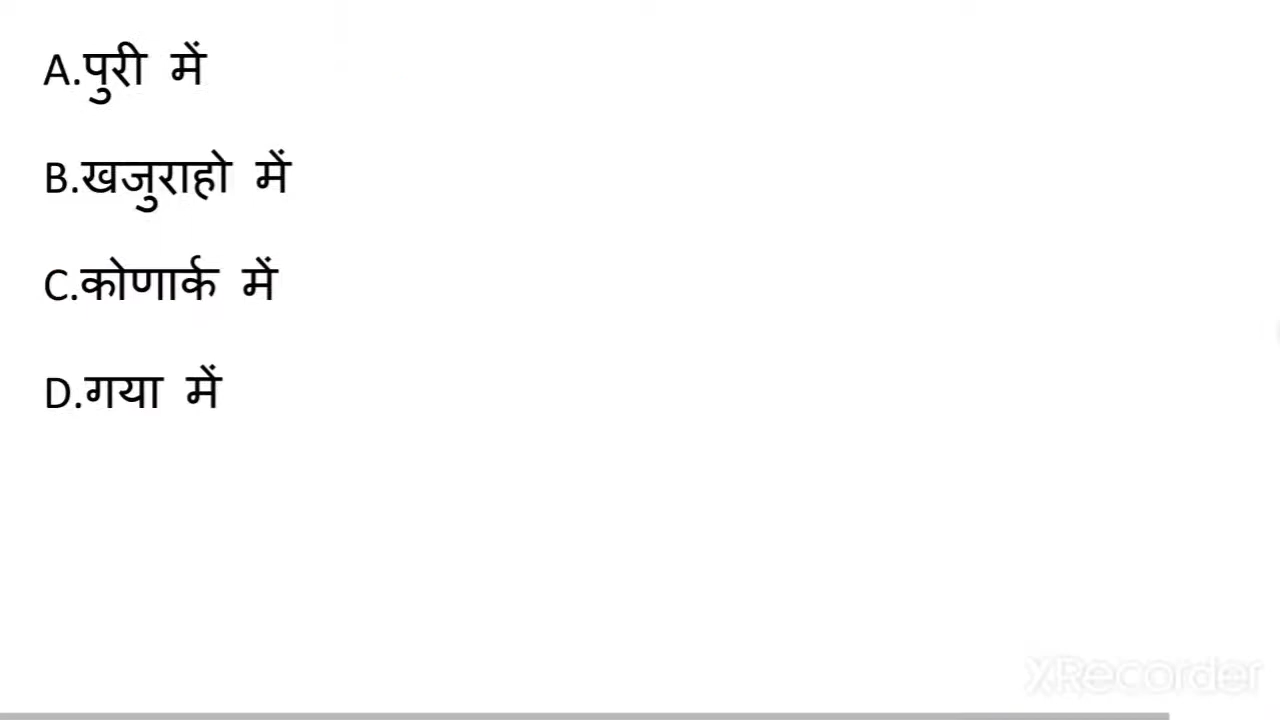 A.पुरी में
B.खजुराहो में
C.कोणार्क में
D.गया में
XRecorder